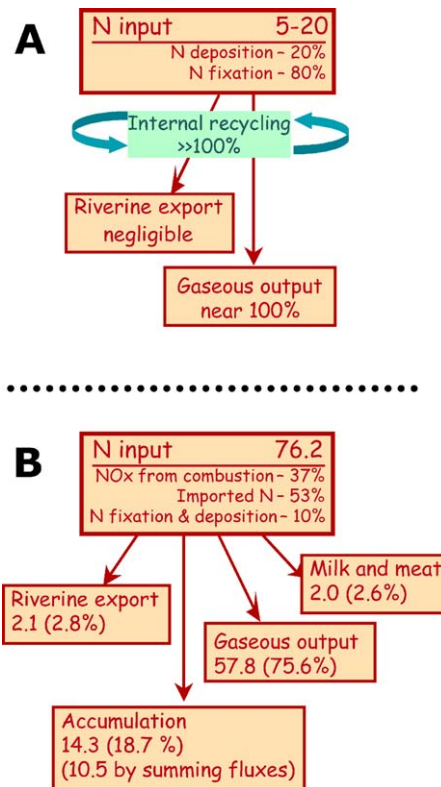 A
N input 5-20
N deposition – 20%
N fixation – 80%
Internal recycling
>>100%
Riverine export
negligible
Gaseous output
near 100%
B
N input 76.2
NOx from combustion – 37%
Imported N – 53%
N fixation & deposition – 10%
Milk and meat
2.0 (2.6%)
Riverine export
2.1 (2.8%)
Gaseous output
57.8 (75.6%)
Accumulation
14.3 (18.7 %)
(10.5 by summing fluxes)